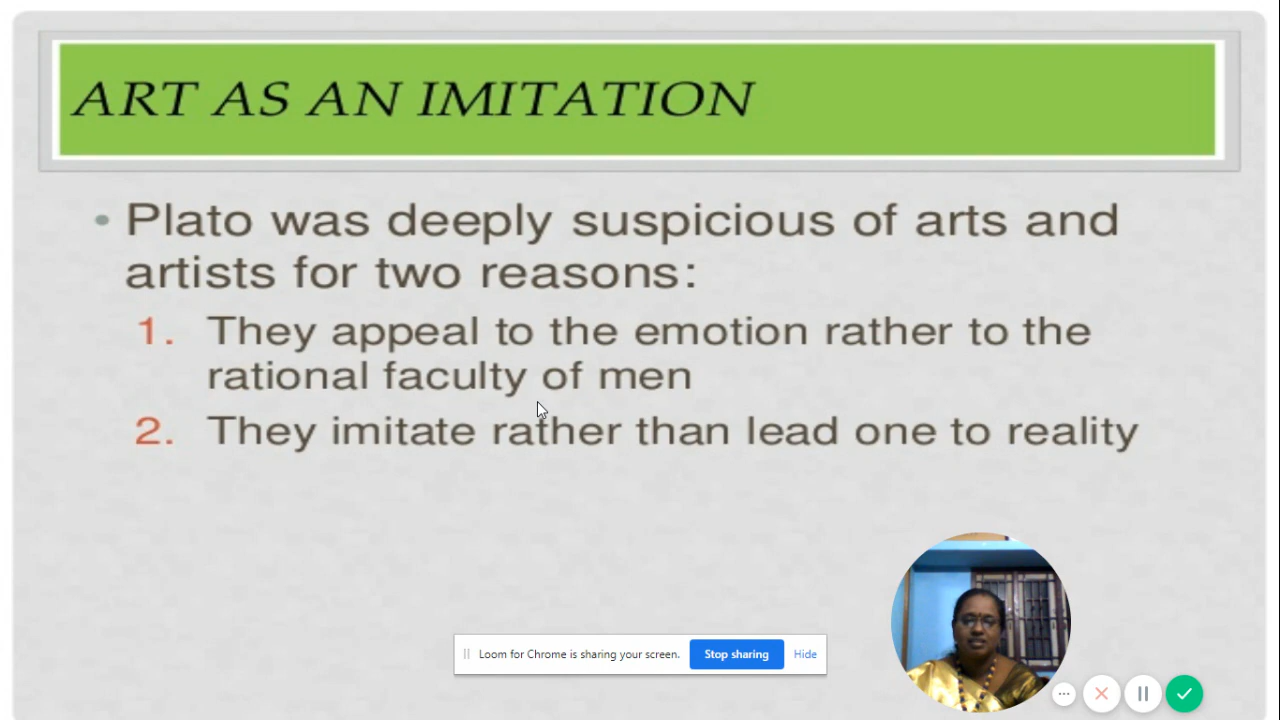 ART AS AN IMITATION
• Plato was deeply suspicious of arts and
artists for two reasons:
1. They appeal to the emotion rather to the
rational faculty of men
2. They imitate rather than lead one to reality
Loom for Chrome is sharing your screen. Stop sharing Hide